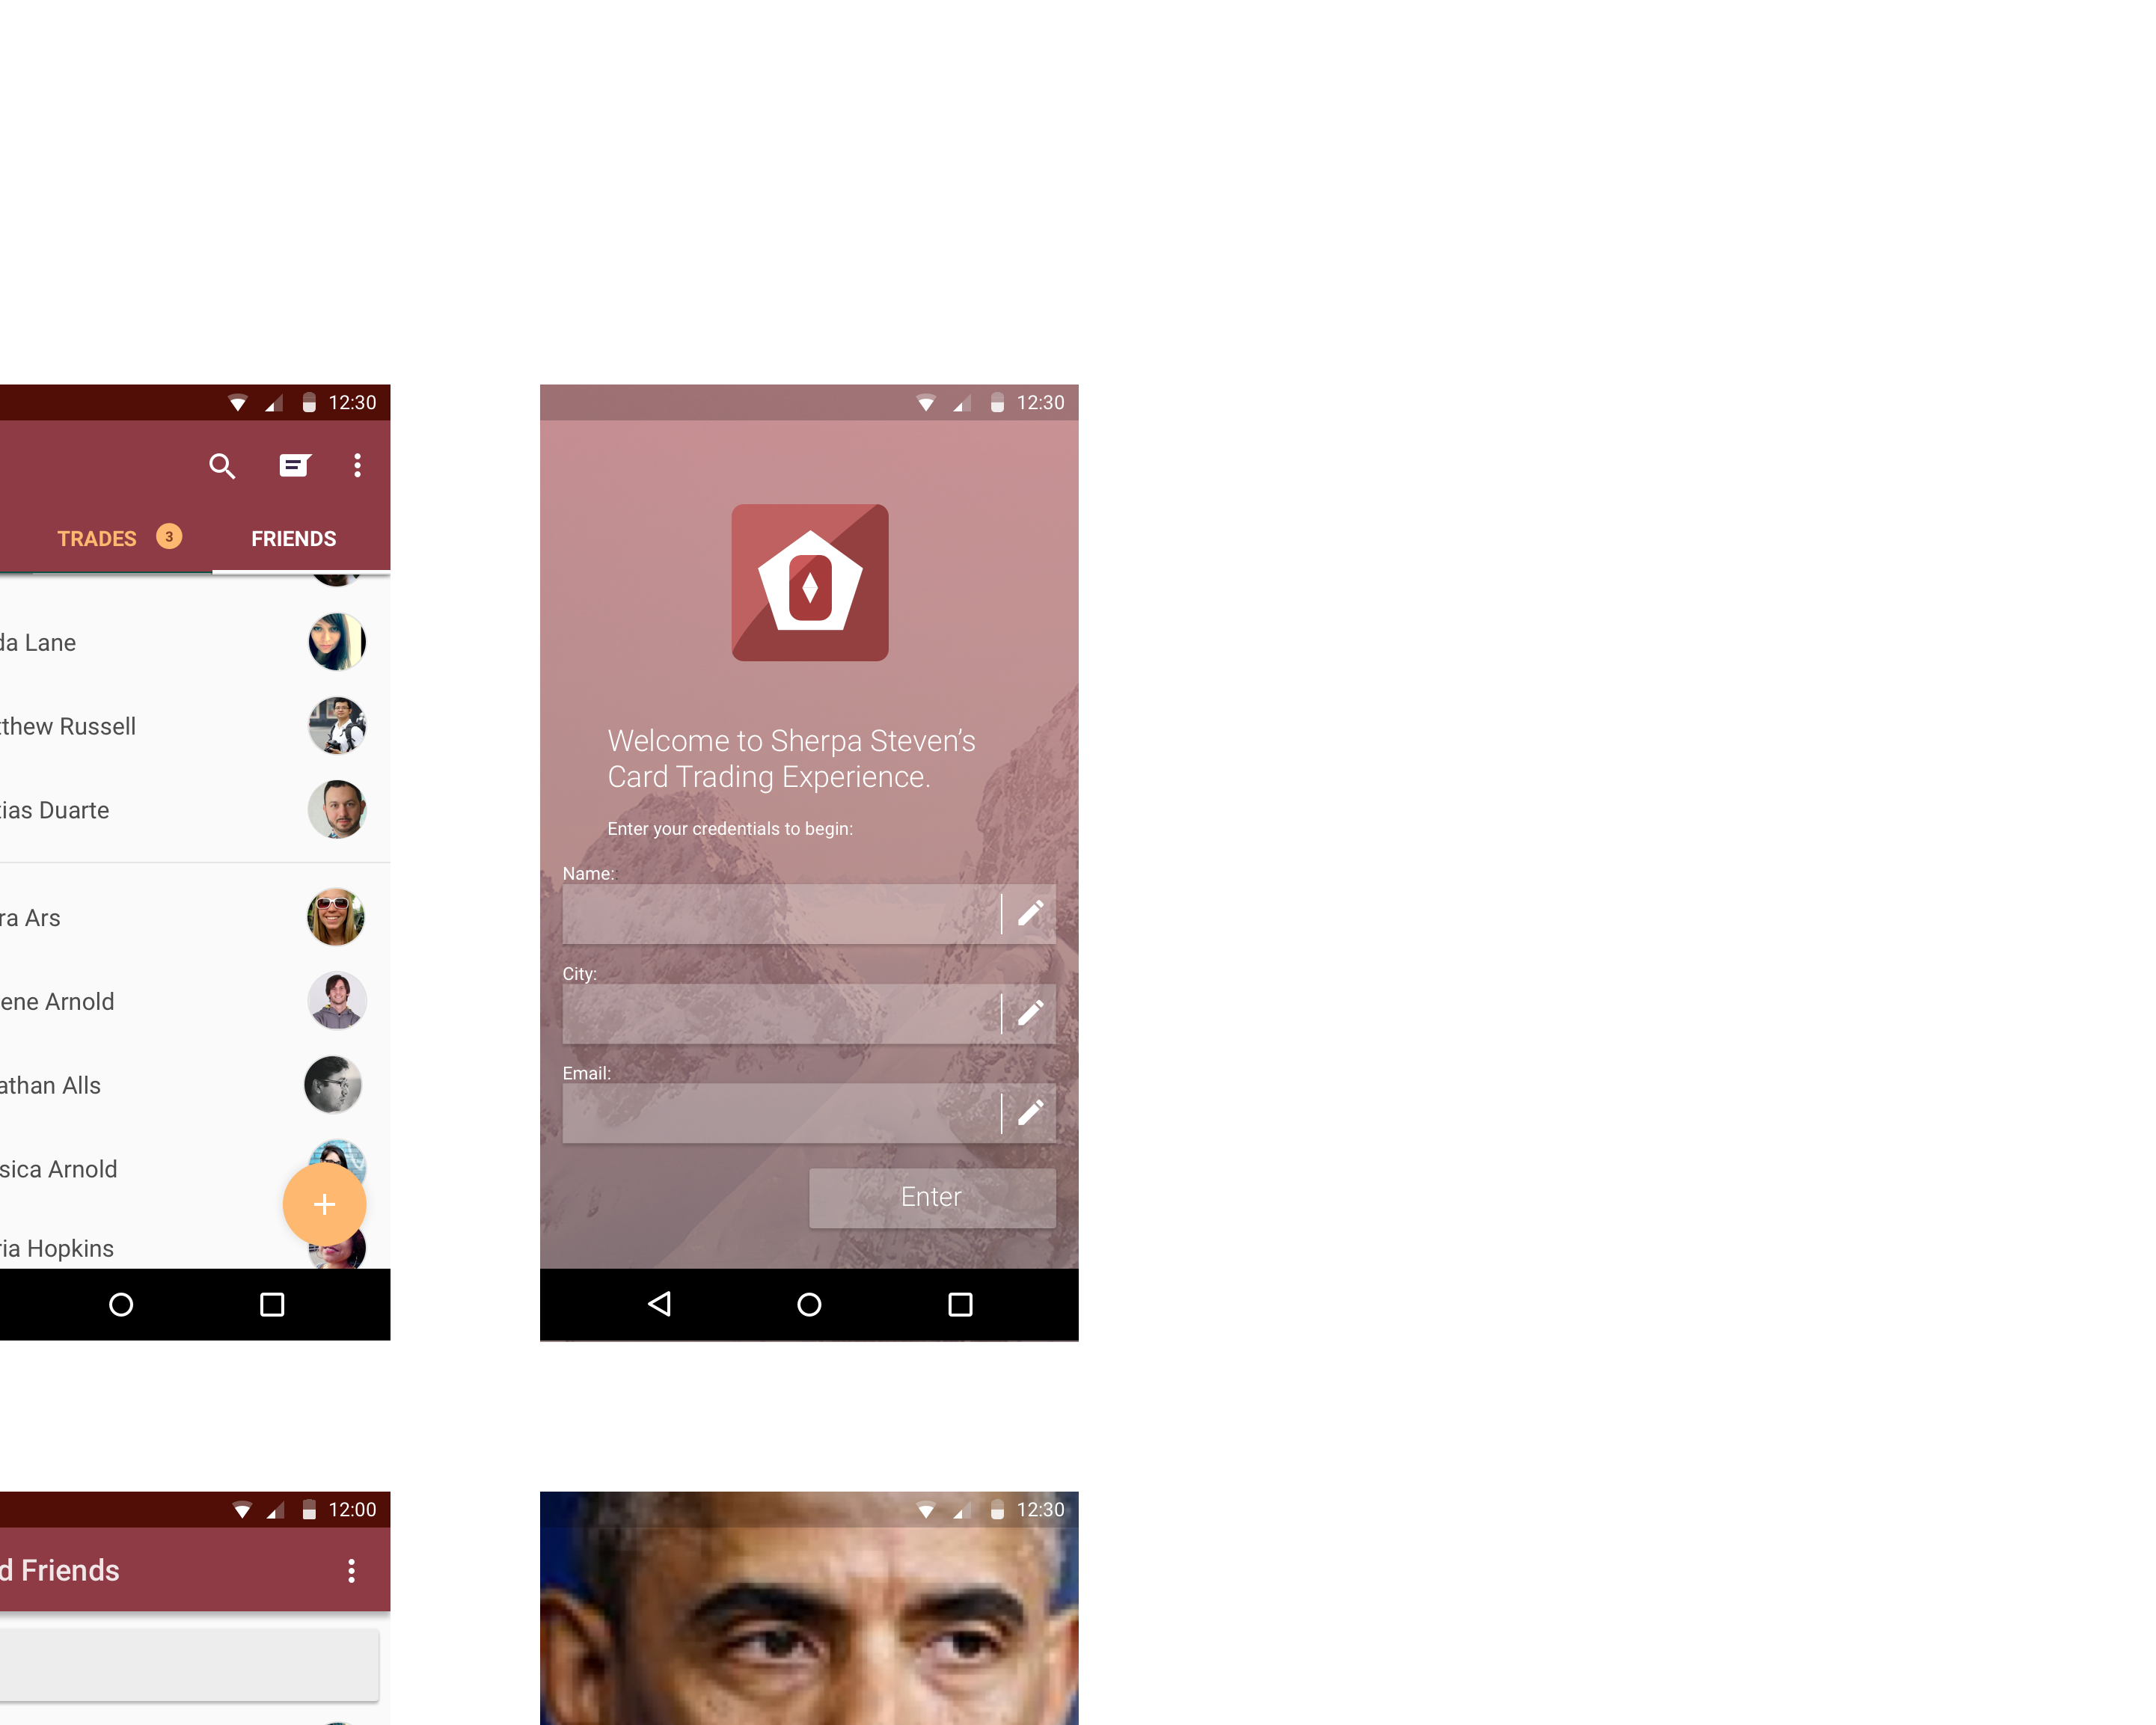 12:30
TRADES 3 FRIENDS
da Lane
tthew Russell
tias Duarte
ra Ars
ene Arnold
athan Alls
sica Arnold
ria Hopkins
12:30
Welcome to Sherpa Steven’s
Card Trading Experience.
Enter your credentials to begin:
Name:
City:
Email:
Enter
12:00
d Friends
12:30